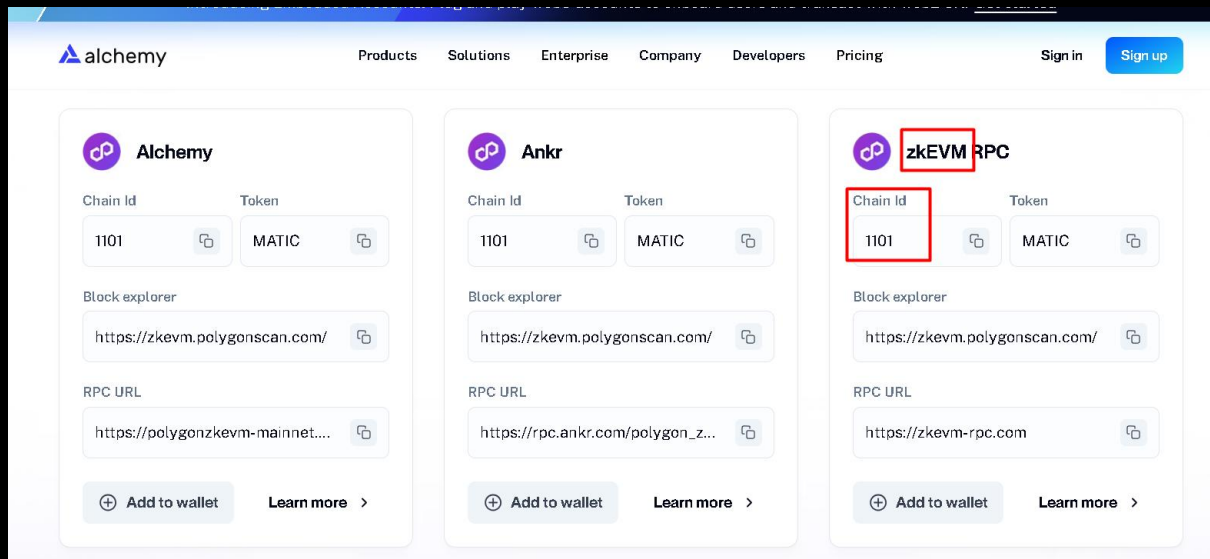 alchemy
Products Solutions Enterprise Company Developers Pricing Sign in Sign up
Alchemy
Chain Id Token
1101 MATIC
Block explorer
https://zkevm.polygonscan.com/
RPC URL
https://polygonzkevm-mainnet....
Add to wallet Learn more
Ankr
Chain Id Token
1101 MATIC
Block explorer
https://zkevm.polygonscan.com/
RPC URL
https://rpc.ankr.com/polygon_z...
Add to wallet Learn more
zkEVM RPC
Chain Id Token
1101 MATIC
Block explorer
https://zkevm.polygonscan.com/
RPC URL
https://zkevm-rpc.com
Add to wallet Learn more